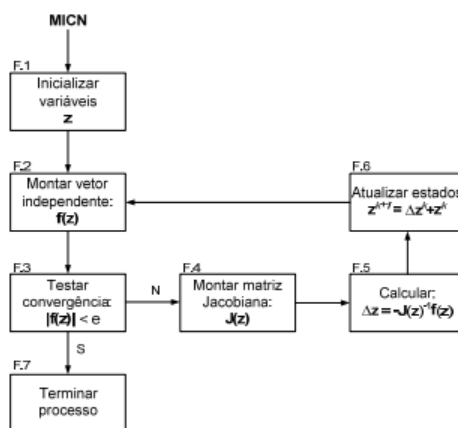 MICN
F.1
Inicializar
variáveis
z
F.2
Montar vetor
independente:
f(z)
F.3
Testar
convergência:
|f(z)| < e
N
S
F.4
Montar matriz
Jacobiana:
J(z)
F.5
Calcular:
Δz = -J(z)⁻¹f(z)
F.6
Atualizar estados
zᵏ⁺¹ = Δzᵏ+zᵏ
F.7
Terminar
processo